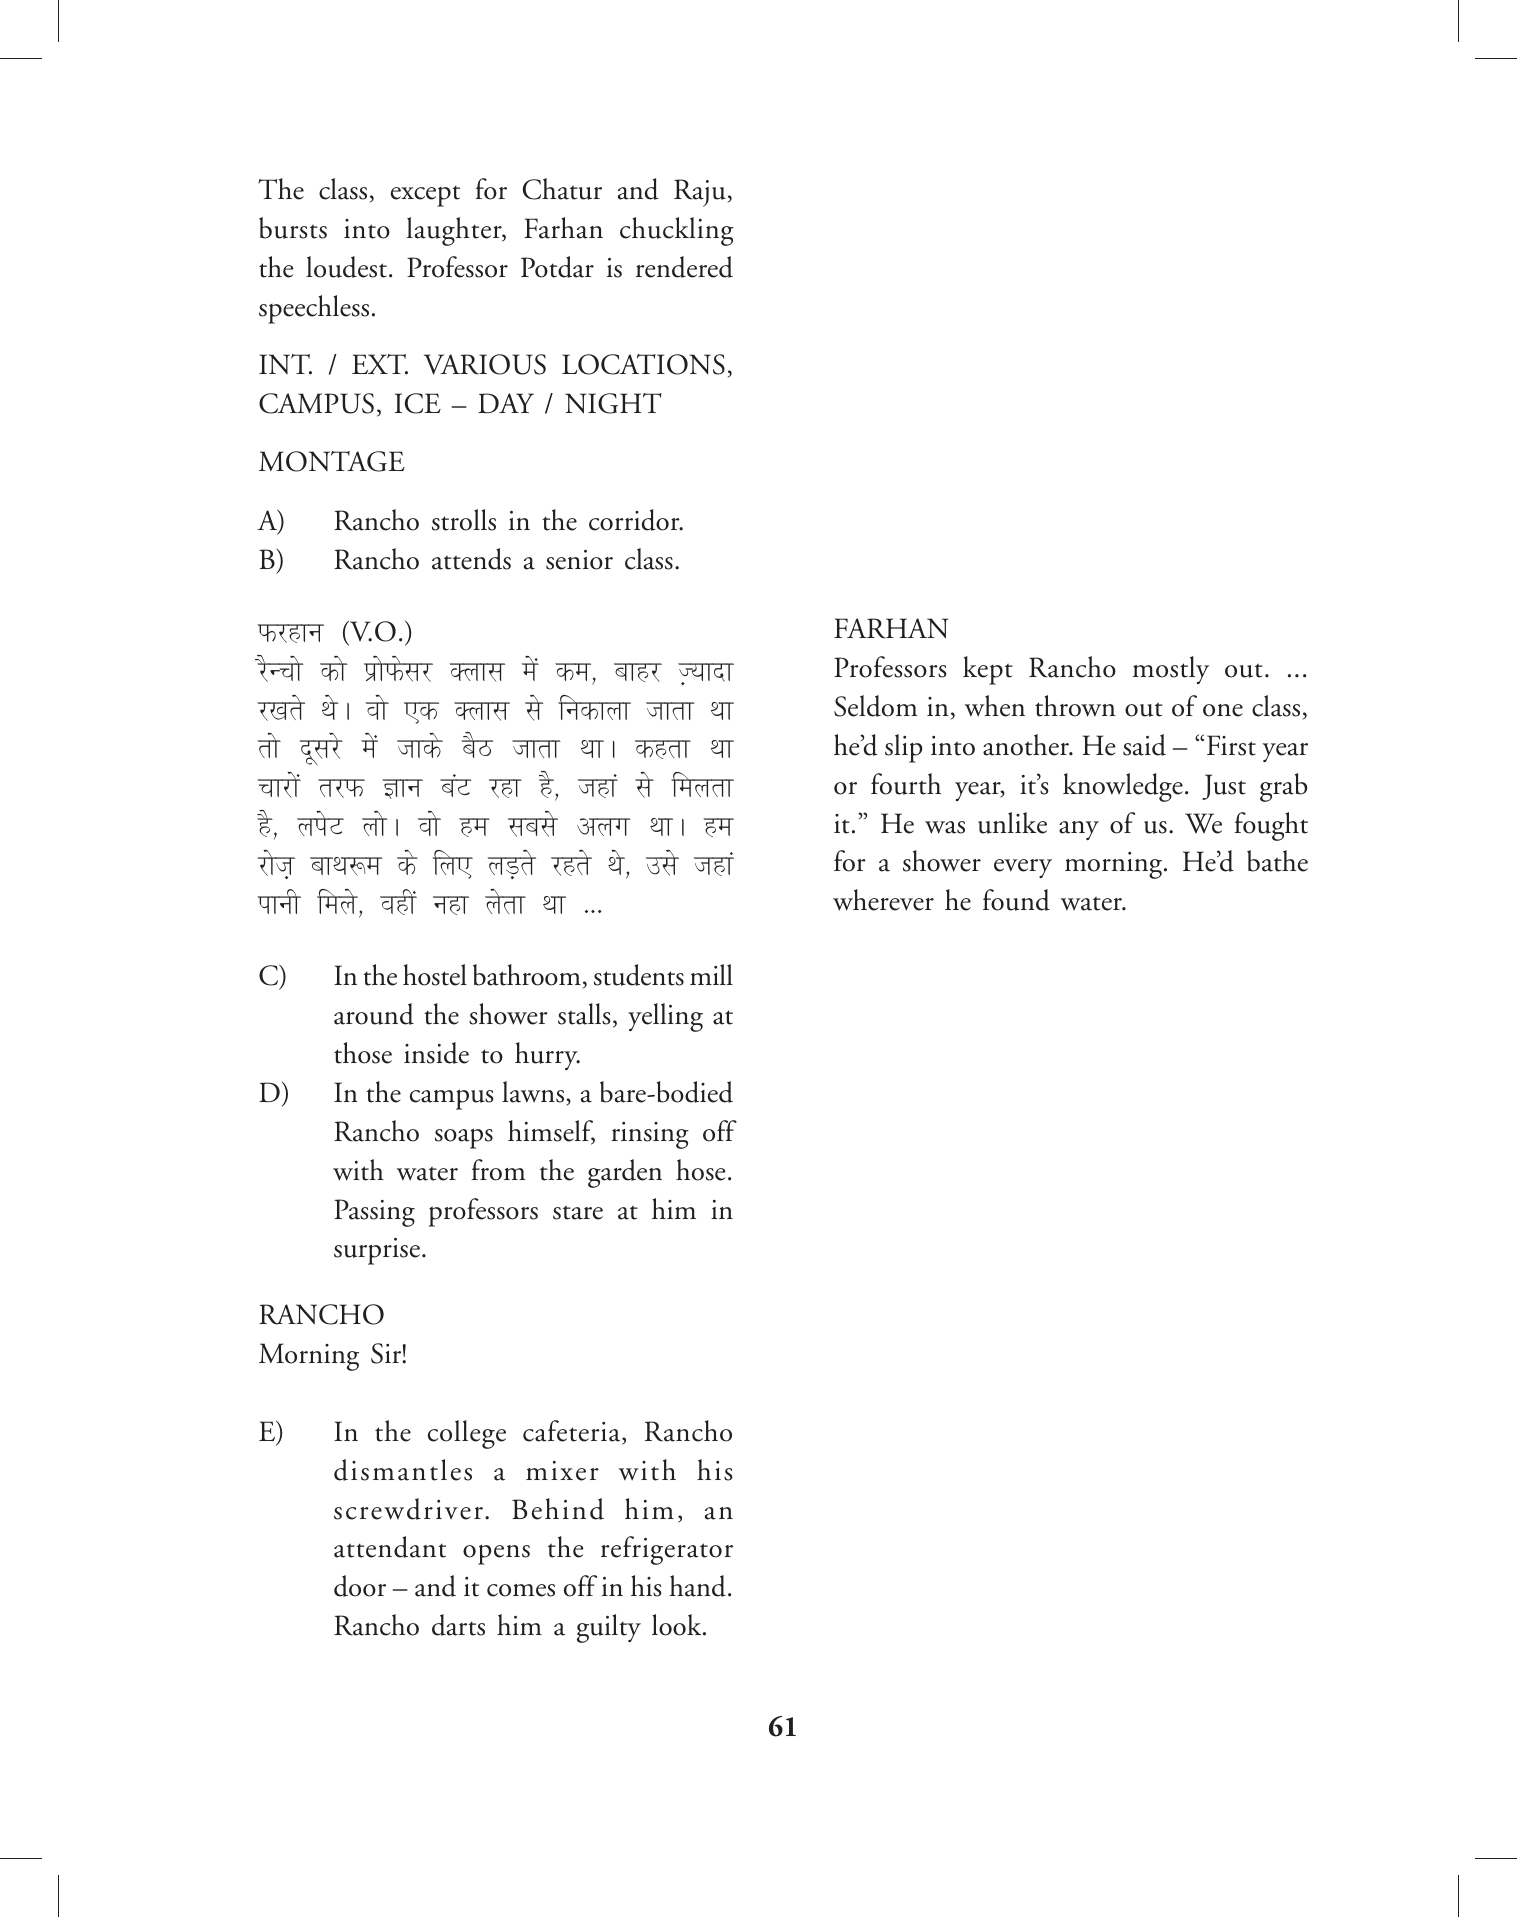 The class, except for Chatur and Raju,
bursts into laughter, Farhan chuckling
the loudest. Professor Potdar is rendered
speechless.
INT. / EXT. VARIOUS LOCATIONS,
CAMPUS, ICE – DAY / NIGHT
MONTAGE
A) Rancho strolls in the corridor.
B) Rancho attends a senior class.
फरहान (V.O.)
रैन्चो को प्रोफेसर क्लास में कम, बाहर ज़्यादा
रखते थे। वो एक क्लास से निकाला जाता था
तो दूसरे में जाके बैठ जाता था। कहता था
चारों तरफ ज्ञान बंट रहा है, जहां से मिलता
है, लपेट लो। वो हम सबसे अलग था। हम
रोज़ बाथरूम के लिए लड़ते रहते थे, उसे जहां
पानी मिले, वहीं नहा लेता था ...
FARHAN
Professors kept Rancho mostly out. ...
Seldom in, when thrown out of one class,
he’d slip into another. He said – “First year
or fourth year, it’s knowledge. Just grab
it.” He was unlike any of us. We fought
for a shower every morning. He’d bathe
wherever he found water.
C) In the hostel bathroom, students mill
around the shower stalls, yelling at
those inside to hurry.
D) In the campus lawns, a bare-bodied
Rancho soaps himself, rinsing off
with water from the garden hose.
Passing professors stare at him in
surprise.
RANCHO
Morning Sir!
E) In the college cafeteria, Rancho
dismantles a mixer with his
screwdriver. Behind him, an
attendant opens the refrigerator
door – and it comes off in his hand.
Rancho darts him a guilty look.
61